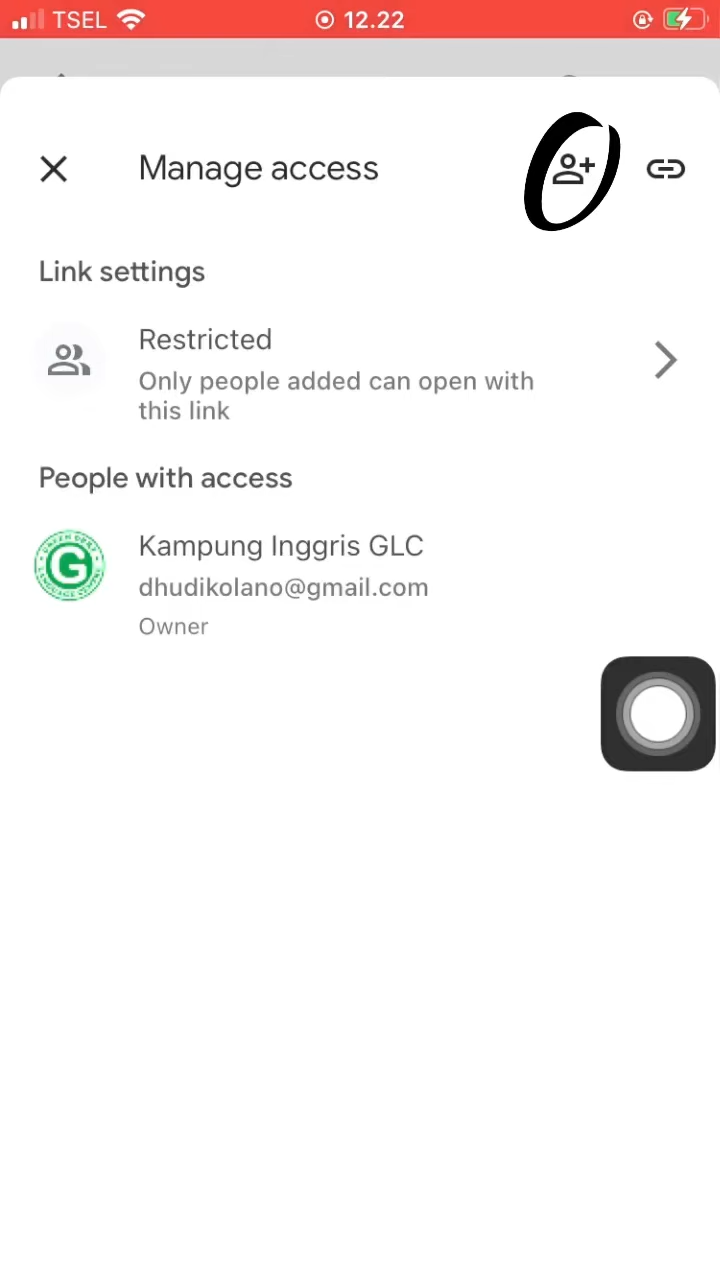 TSEL 12.22
Manage access
Link settings
Restricted
Only people added can open with
this link
People with access
Kampung Inggris GLC
dhudikolano@gmail.com
Owner
G